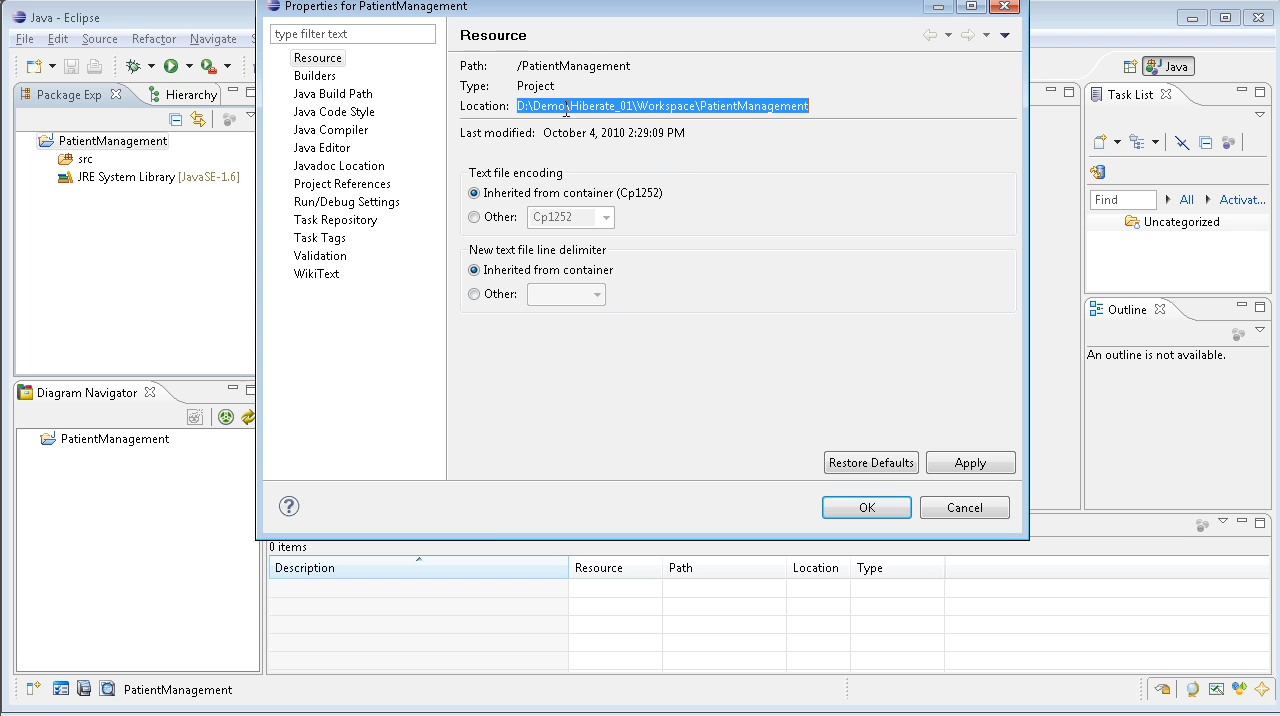 Java - Eclipse
File Edit Source Refactor Navigate
Package Exp
Hierarchy
PatientManagement
src
JRE System Library [JavaSE-1.6]
Diagram Navigator
PatientManagement
Properties for PatientManagement
type filter text
Resource
Builders
Java Build Path
Java Code Style
Java Compiler
Java Editor
Javadoc Location
Project References
Run/Debug Settings
Task Repository
Task Tags
Validation
WikiText
Resource
Path: /PatientManagement
Type: Project
Location: D:\Demo\Hiberate_01\Workspace\PatientManagement
Last modified: October 4, 2010 2:29:09 PM
Text file encoding
Inherited from container (Cp1252)
Other: Cp1252
New text file line delimiter
Inherited from container
Other:
Restore Defaults Apply
OK Cancel
Java
Task List
Find All Activat...
Uncategorized
Outline
An outline is not available.
0 items
Description Resource Path Location Type
PatientManagement